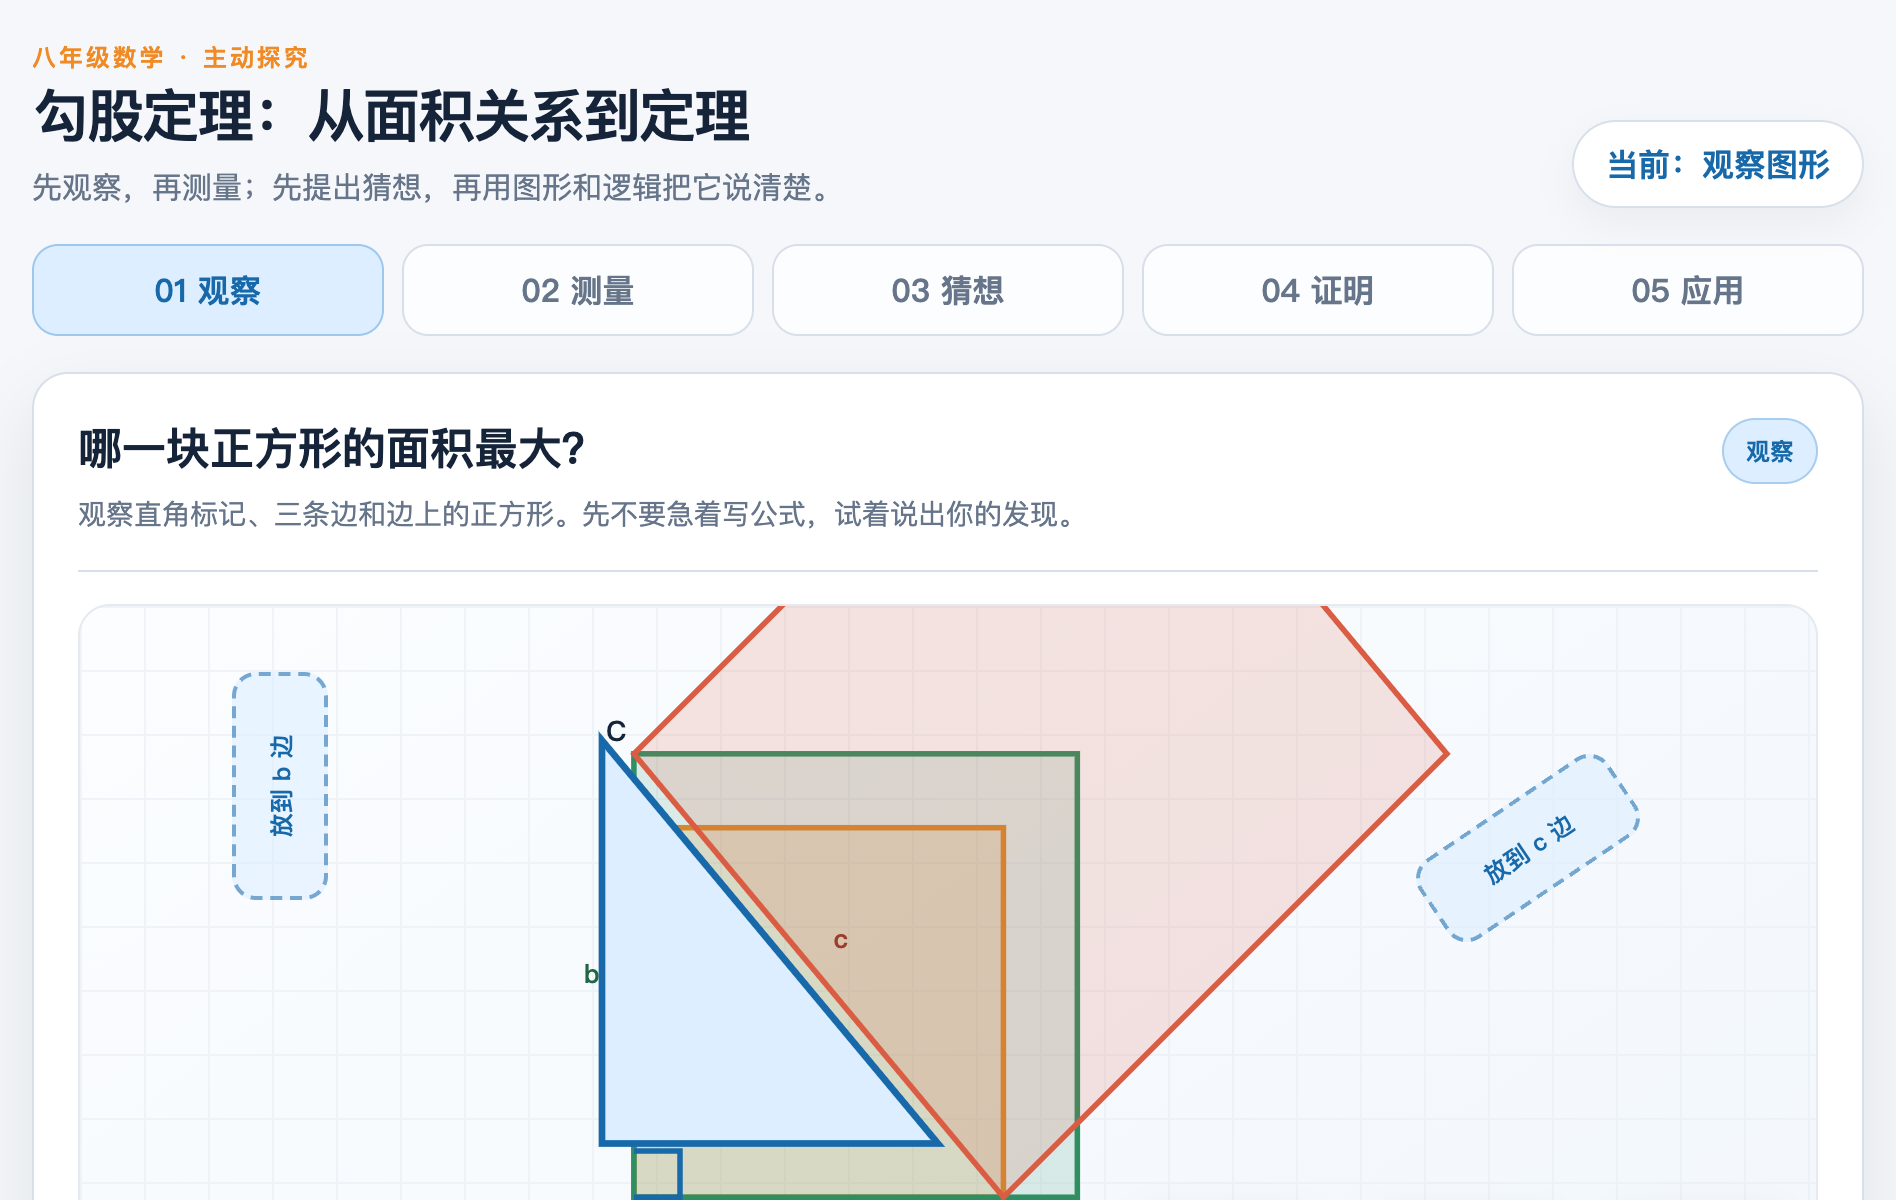 八年级数学 · 主动探究
勾股定理：从面积关系到定理
先观察，再测量；先提出猜想，再用图形和逻辑把它说清楚。
当前：观察图形
01 观察
02 测量
03 猜想
04 证明
05 应用
哪一块正方形的面积最大？
观察
观察直角标记、三条边和边上的正方形。先不要急着写公式，试着说出你的发现。
放到 b 边
C
放到 c 边
c
b